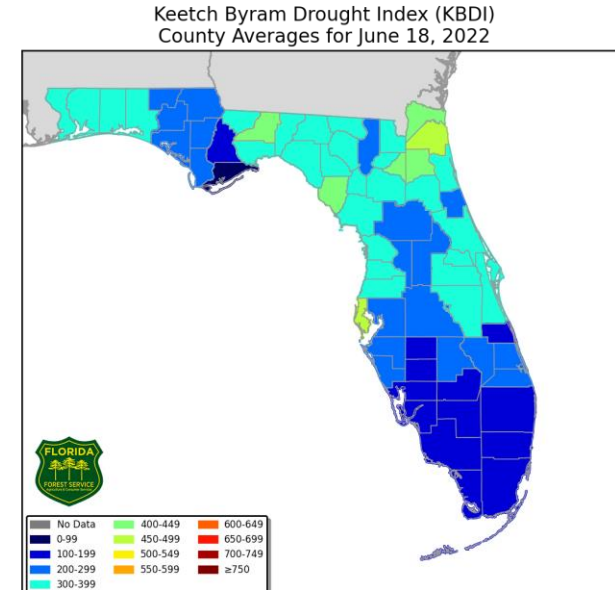 Keetch Byram Drought Index (KBDI)
County Averages for June 18, 2022
FLORIDA
FOREST SERVICE
No Data
0-99
100-199
200-299
300-399
400-449
450-499
500-549
550-599
600-649
650-699
700-749
≥750